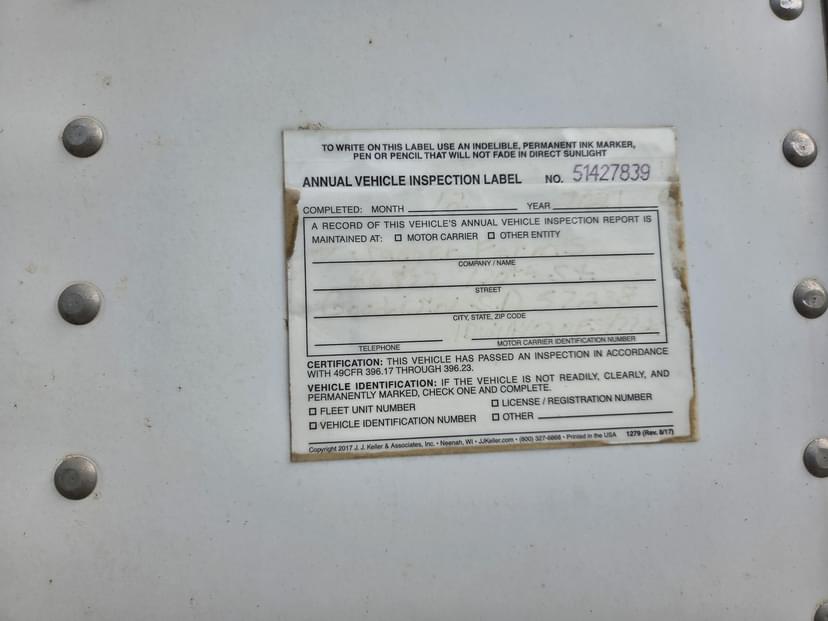 TO WRITE ON THIS LABEL USE AN INDELIBLE, PERMANENT INK MARKER,
PEN OR PENCIL THAT WILL NOT FADE IN DIRECT SUNLIGHT
ANNUAL VEHICLE INSPECTION LABEL NO. 51427839
COMPLETED: MONTH YEAR
A RECORD OF THIS VEHICLE'S ANNUAL VEHICLE INSPECTION REPORT IS
MAINTAINED AT: ☐ MOTOR CARRIER ☐ OTHER ENTITY
COMPANY / NAME
STREET
CITY, STATE, ZIP CODE
TELEPHONE MOTOR CARRIER IDENTIFICATION NUMBER
CERTIFICATION: THIS VEHICLE HAS PASSED AN INSPECTION IN ACCORDANCE
WITH 49CFR 396.17 THROUGH 396.23.
VEHICLE IDENTIFICATION: IF THE VEHICLE IS NOT READILY, CLEARLY, AND
PERMANENTLY MARKED, CHECK ONE AND COMPLETE.
☐ FLEET UNIT NUMBER ☐ LICENSE / REGISTRATION NUMBER
☐ VEHICLE IDENTIFICATION NUMBER ☐ OTHER
Copyright 2017 J. J. Keller & Associates, Inc. • Neenah, WI • JJKeller.com • (800) 327-6868 • Printed in the USA 1279 (Rev. 8/17)